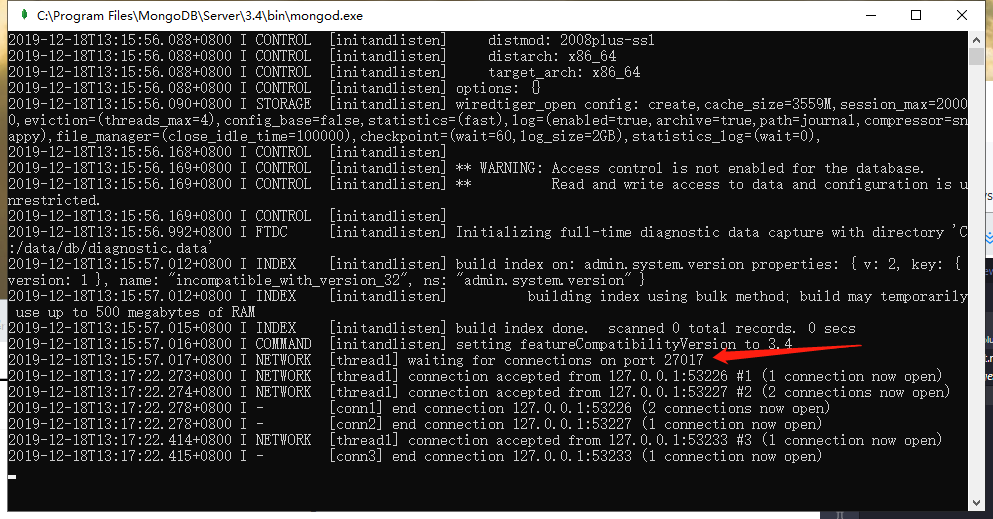 C:\Program Files\MongoDB\Server\3.4\bin\mongod.exe
2019-12-18T13:15:56.088+0800 I CONTROL  [initandlisten]     distmod: 2008plus-ssl
2019-12-18T13:15:56.088+0800 I CONTROL  [initandlisten]     distarch: x86_64
2019-12-18T13:15:56.088+0800 I CONTROL  [initandlisten]     target_arch: x86_64
2019-12-18T13:15:56.088+0800 I CONTROL  [initandlisten] options: {}
2019-12-18T13:15:56.090+0800 I STORAGE  [initandlisten] wiredtiger_open config: create,cache_size=3559M,session_max=2000
0,eviction=(threads_max=4),config_base=false,statistics=(fast),log=(enabled=true,archive=true,path=journal,compressor=sn
appy),file_manager=(close_idle_time=100000),checkpoint=(wait=60,log_size=2GB),statistics_log=(wait=0),
2019-12-18T13:15:56.168+0800 I CONTROL  [initandlisten]
2019-12-18T13:15:56.169+0800 I CONTROL  [initandlisten] ** WARNING: Access control is not enabled for the database.
2019-12-18T13:15:56.169+0800 I CONTROL  [initandlisten] **          Read and write access to data and configuration is u
nrestricted.
2019-12-18T13:15:56.169+0800 I CONTROL  [initandlisten]
2019-12-18T13:15:56.992+0800 I FTDC     [initandlisten] Initializing full-time diagnostic data capture with directory 'C
:/data/db/diagnostic.data'
2019-12-18T13:15:57.012+0800 I INDEX    [initandlisten] build index on: admin.system.version properties: { v: 2, key: {
version: 1 }, name: "incompatible_with_version_32", ns: "admin.system.version" }
2019-12-18T13:15:57.012+0800 I INDEX    [initandlisten]          building index using bulk method; build may temporarily
 use up to 500 megabytes of RAM
2019-12-18T13:15:57.015+0800 I INDEX    [initandlisten] build index done.  scanned 0 total records. 0 secs
2019-12-18T13:15:57.016+0800 I COMMAND  [initandlisten] setting featureCompatibilityVersion to 3.4
2019-12-18T13:15:57.017+0800 I NETWORK  [thread1] waiting for connections on port 27017
2019-12-18T13:17:22.273+0800 I NETWORK  [thread1] connection accepted from 127.0.0.1:53226 #1 (1 connection now open)
2019-12-18T13:17:22.274+0800 I NETWORK  [thread1] connection accepted from 127.0.0.1:53227 #2 (2 connections now open)
2019-12-18T13:17:22.278+0800 I -        [conn1] end connection 127.0.0.1:53226 (2 connections now open)
2019-12-18T13:17:22.278+0800 I -        [conn2] end connection 127.0.0.1:53227 (1 connection now open)
2019-12-18T13:17:22.414+0800 I NETWORK  [thread1] connection accepted from 127.0.0.1:53233 #3 (1 connection now open)
2019-12-18T13:17:22.415+0800 I -        [conn3] end connection 127.0.0.1:53233 (1 connection now open)